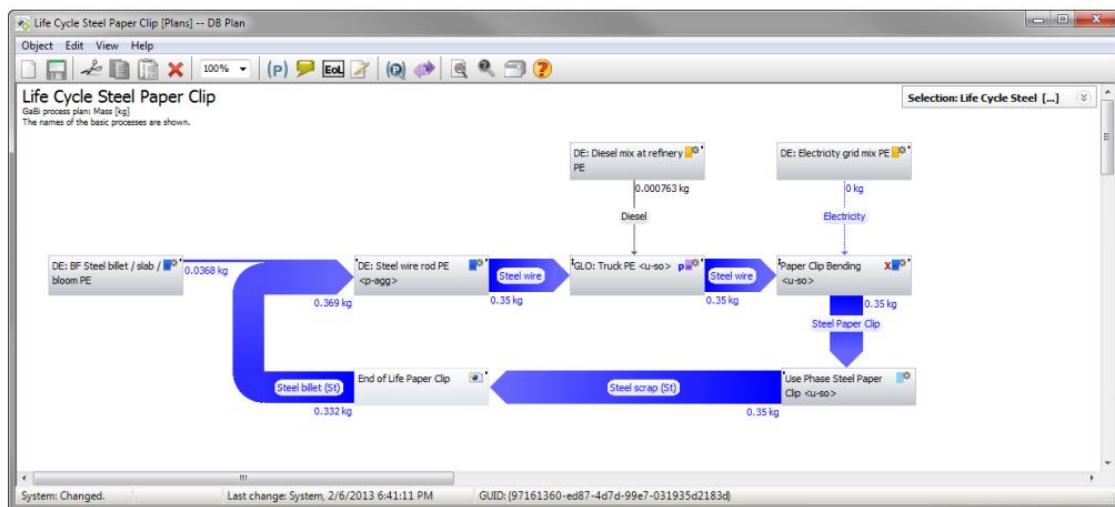 Life Cycle Steel Paper Clip [Plans] -- DB Plan
Object Edit View Help
100% (P) EoL
Life Cycle Steel Paper Clip
GaBi process plan: Mass [kg]
The names of the basic processes are shown.
Selection: Life Cycle Steel [...]
DE: Diesel mix at refinery
PE
DE: Electricity grid mix PE
0.000763 kg
0 kg
Diesel
Electricity
DE: BF Steel billet / slab /
bloom PE
0.0368 kg
DE: Steel wire rod PE
<p-agg>
0.369 kg
Steel wire
0.35 kg
GLO: Truck PE <u-so> p
Steel wire
0.35 kg
Paper Clip Bending X
<u-so>
0.35 kg
Steel Paper Clip
Steel billet (St)
0.332 kg
End of Life Paper Clip
Steel scrap (St)
0.35 kg
Use Phase Steel Paper
Clip <u-so>
System: Changed. Last change: System, 2/6/2013 6:41:11 PM GUID: {97161360-ed87-4d7d-99e7-031935d2183d}